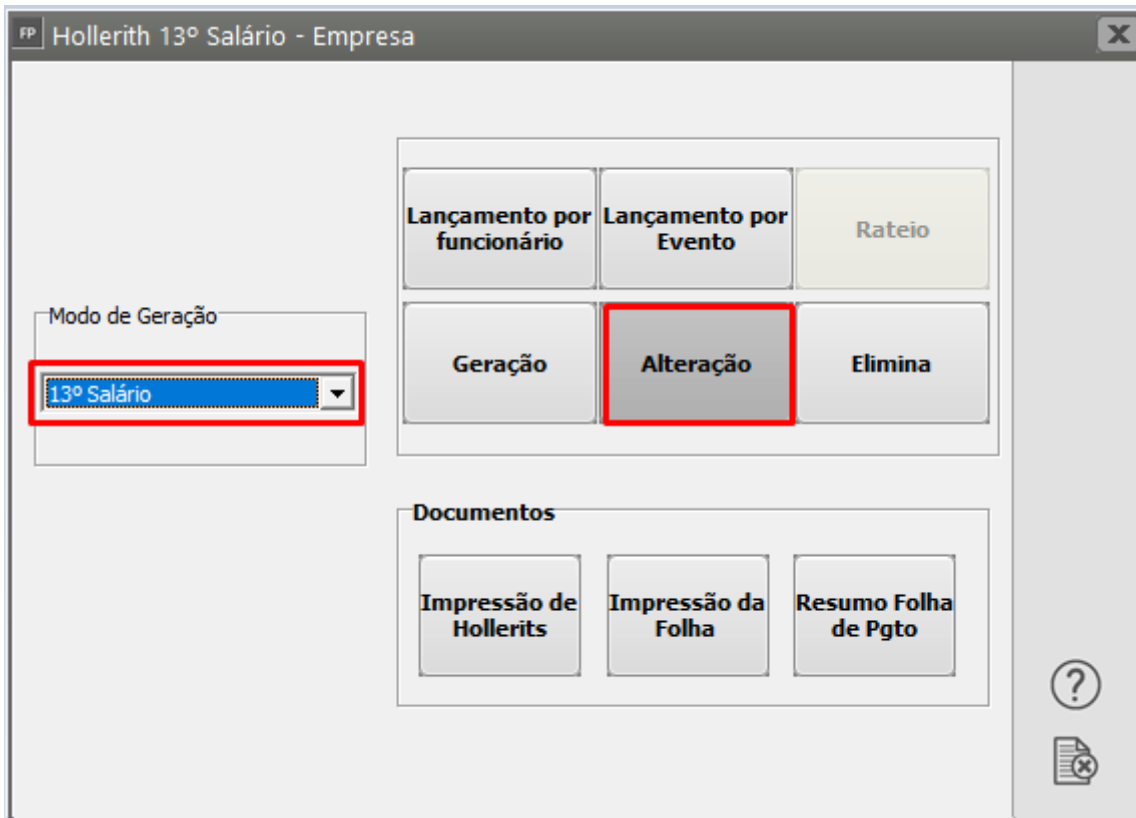 FP Hollerith 13º Salário - Empresa
Lançamento por
funcionário
Lançamento por
Evento
Rateio
Modo de Geração
13º Salário
Geração
Alteração
Elimina
Documentos
Impressão de
Hollerits
Impressão da
Folha
Resumo Folha
de Pgto
?